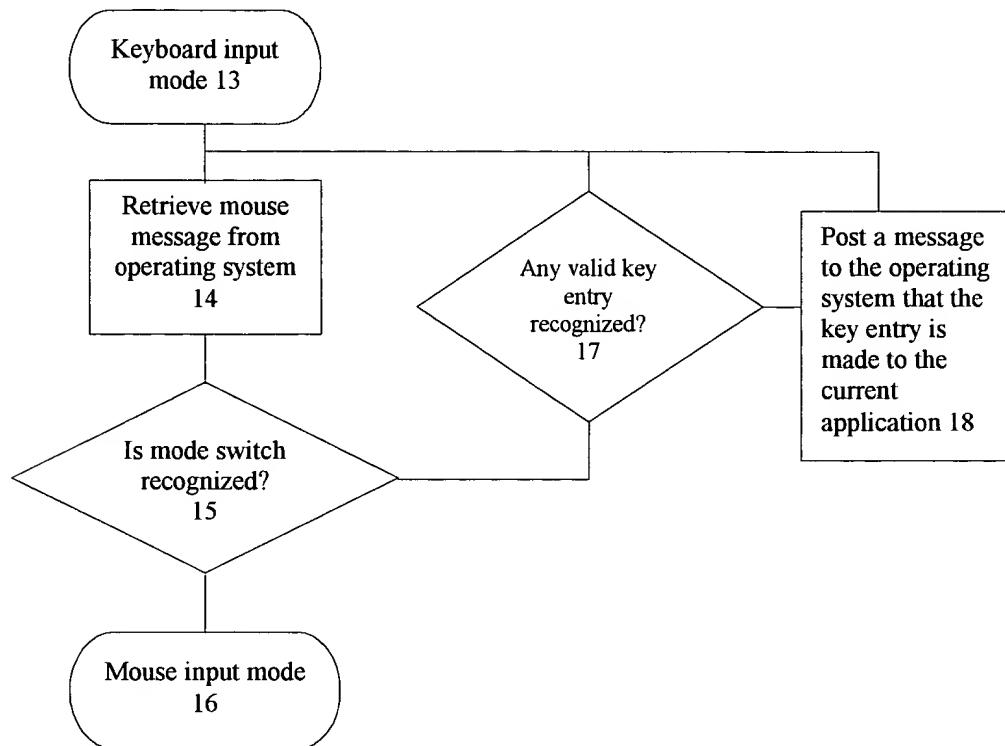 Keyboard input
mode 13
Retrieve mouse
message from
operating system
14
Is mode switch
recognized?
15
Mouse input mode
16
Any valid key
entry
recognized?
17
Post a message
to the operating
system that the
key entry is
made to the
current
application 18